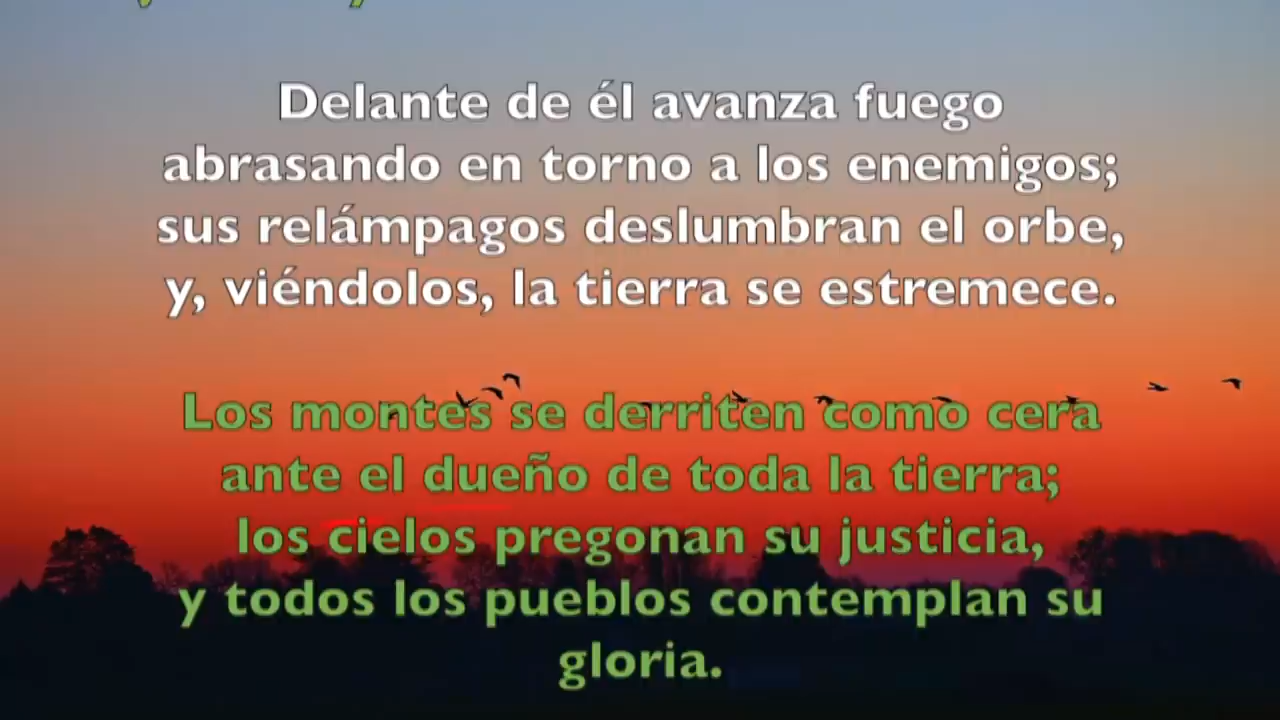 Delante de él avanza fuego
abrasando en torno a los enemigos;
sus relámpagos deslumbran el orbe,
y, viéndolos, la tierra se estremece.
Los montes se derriten como cera
ante el dueño de toda la tierra;
los cielos pregonan su justicia,
y todos los pueblos contemplan su
gloria.